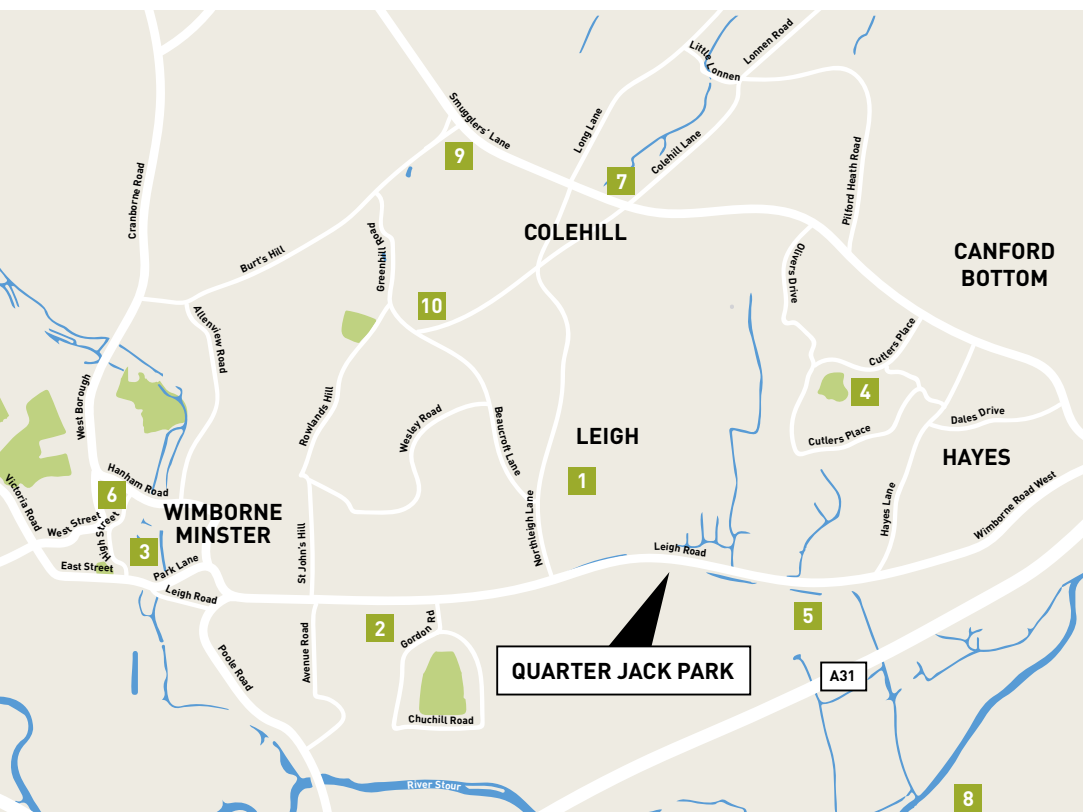 Little Lonnen
Lonnen Road
Smugglers' Lane
Long Lane
9
Colehill Lane
7
Cranborne Road
Pilford Heath Road
COLEHILL
Greenhill Road
Burt's Hill
Olivers Drive
CANFORD
BOTTOM
10
Allenview Road
Cutlers Place
4
West Borough
Rowlands Hill
Wesley Road
Beaucroft Lane
Dales Drive
Cutlers Place
LEIGH
HAYES
1
Hanham Road
6
Victoria Road
West Street
High Street
WIMBORNE
MINSTER
3
Northleigh Lane
Hayes Lane
Wimborne Road West
St John's Hill
Leigh Road
East Street
Park Lane
Leigh Road
5
2
Gordon Rd
Avenue Road
Poole Road
QUARTER JACK PARK
A31
Chuchill Road
River Stour
8